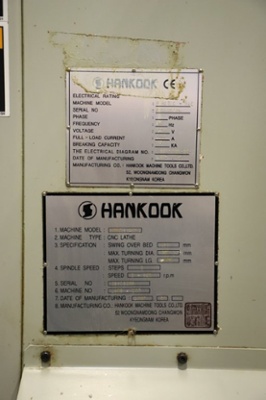 HANKOOK CE
ELECTRICAL RATING
MACHINE MODEL :
SERIAL NO. :
PHASE : PHASE
FREQUENCY : Hz
VOLTAGE : V
FULL-LOAD CURRENT : A
BREAKING CAPACITY : KA
THE ELECTRICAL DIAGRAM NO. :
DATE OF MANUFACTURING :
MANUFACTURING CO.; HANKOOK MACHINE TOOLS CO.,LTD.
KYEONGNAM KOREA
HANKOOK
1. MACHINE MODEL
2. MACHINE TYPE : CNC LATHE
3. SPECIFICATION SWING OVER BED mm
MAX. TURNING DIA. mm
MAX. TURNING LG. mm
4. SPINDLE SPEED STEPS
SPEED r.p.m
5. SERIAL NO
6. MACHINE NO
7. DATE OF MANUFACTURING
8. MANUFACTURING CO., HANKOOK MACHINE TOOLS CO.,LTD
KYEONGNAM KOREA